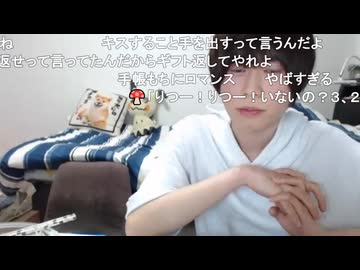 ね
キスすること手を出すって言うんだよ
返せって言ってたんだからギフト返してやれよ
手帳もちにロマンス
やばすぎる
🍄「りつー！りつー！いないの？3、2